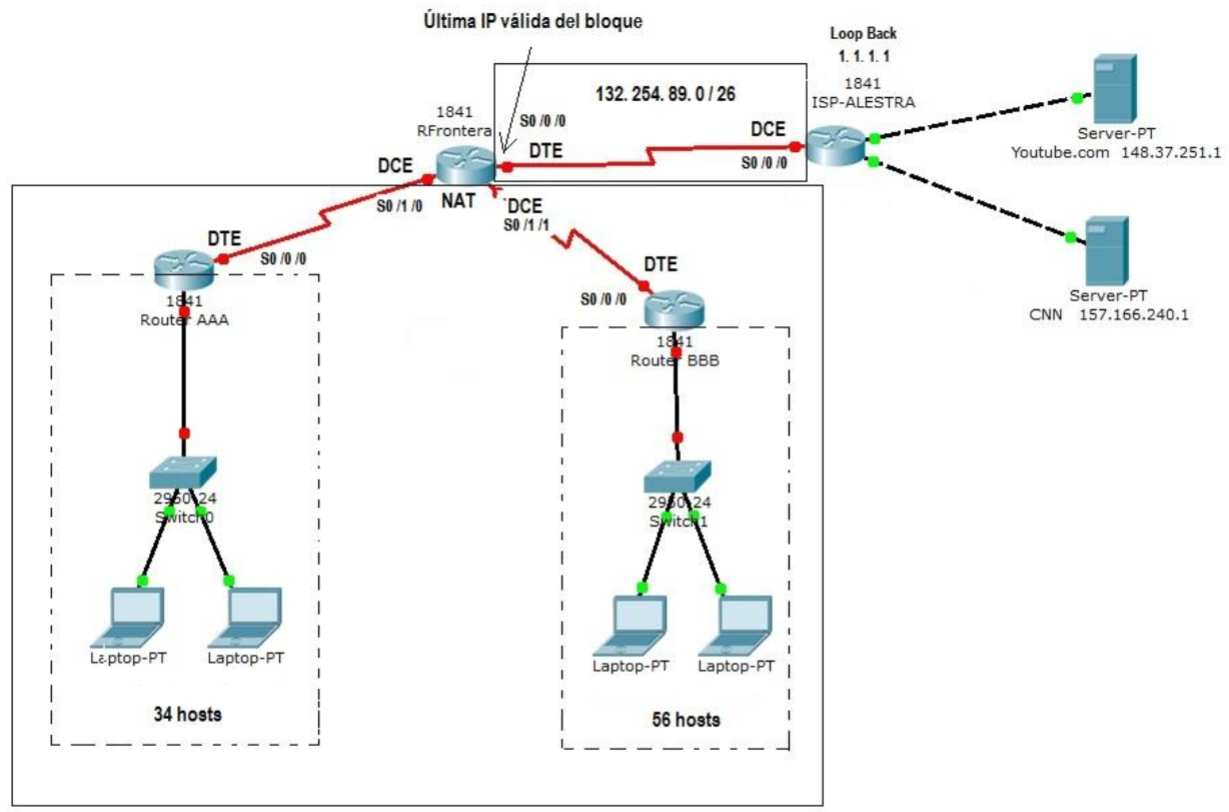 Última IP válida del bloque
Loop Back
1. 1. 1. 1
1841
ISP-ALESTRA
132. 254. 89. 0 / 26
1841
RFrontera
S0 /0 /0
DTE
DCE
S0 /0 /0
Server-PT
Youtube.com 148.37.251.1
DCE
S0 /1 /0
NAT
DCE
S0 /1 /1
DTE
S0 /0 /0
1841
Router AAA
DTE
S0 /0 /0
1841
Router BBB
Server-PT
CNN 157.166.240.1
2950-24
Switch0
2950-24
Switch1
Laptop-PT
Laptop-PT
Laptop-PT
Laptop-PT
34 hosts
56 hosts